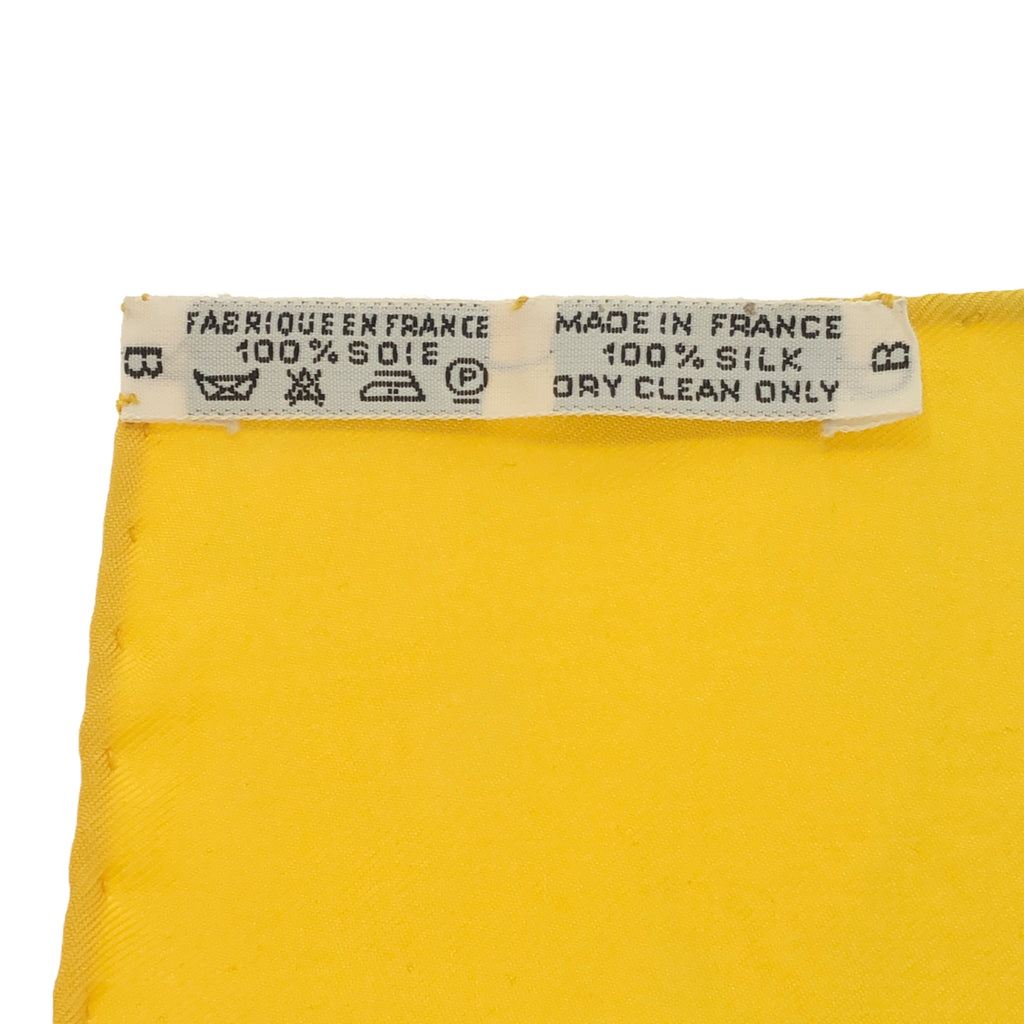 B
FABRIQUE EN FRANCE
100% SOIE
P
MADE IN FRANCE
100% SILK
DRY CLEAN ONLY
B